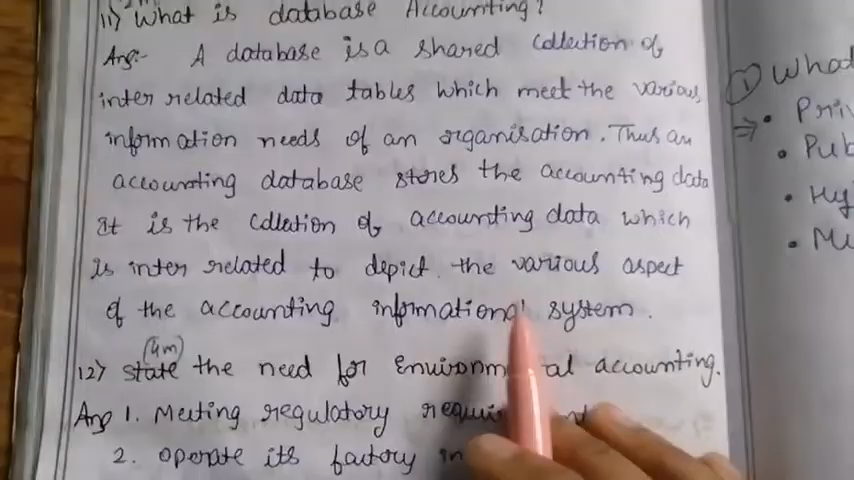 11) What is database Accounting?
Ans:- A database is a shared Collection of
inter related data tables which meet the various
information needs of an organisation. Thus an
accounting database stores the accounting data
It is the collection of accounting data which
is inter related to depict the various aspect
of the accounting informational system.
(4m)
12) state the need for Environm al accounting.
Ans 1. Meeting regulatory
2. operate its factory in
1 What
⇒ • Pri
• Pub
• Hy